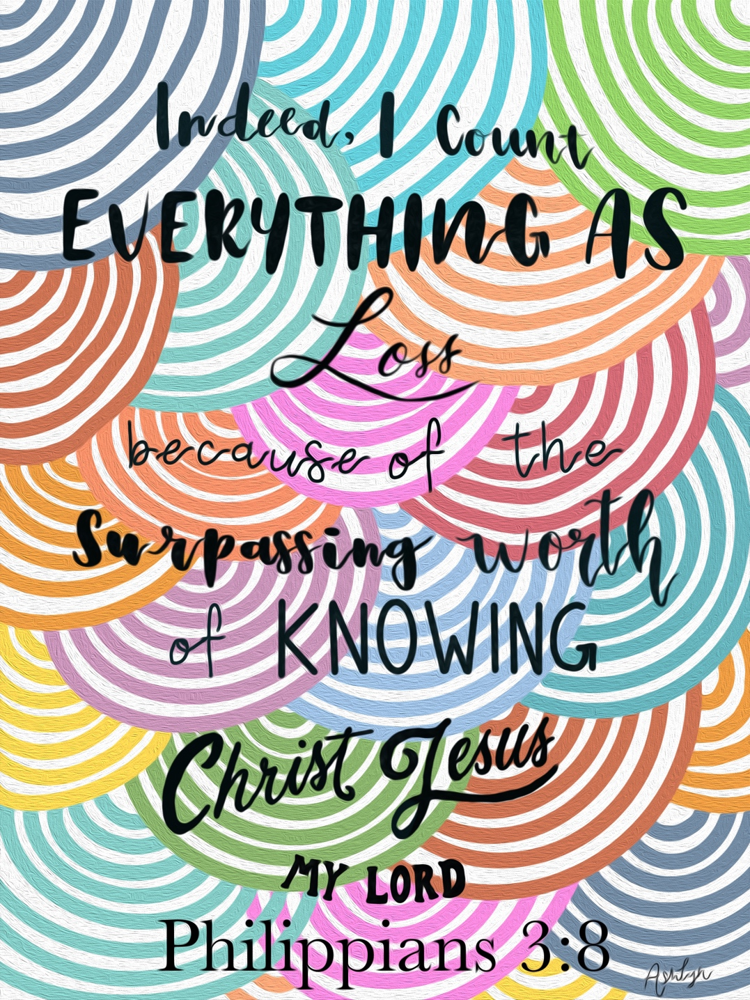 Indeed, I Count
EVERYTHING AS
Loss
because of the
Surpassing worth
of KNOWING
Christ Jesus
MY LORD
Philippians 3:8
Ashlyn